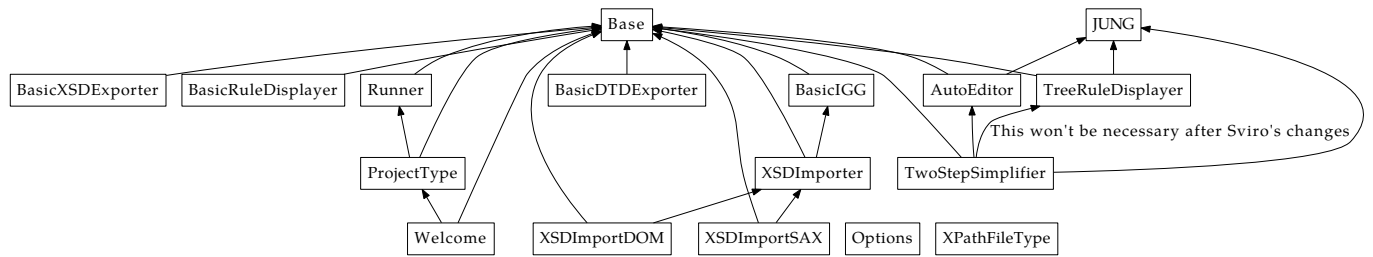 Base
JUNG
BasicXSDExporter
BasicRuleDisplayer
Runner
BasicDTDExporter
BasicIGG
AutoEditor
TreeRuleDisplayer
This won't be necessary after Sviro's changes
ProjectType
XSDImporter
TwoStepSimplifier
Welcome
XSDImportDOM
XSDImportSAX
Options
XPathFileType